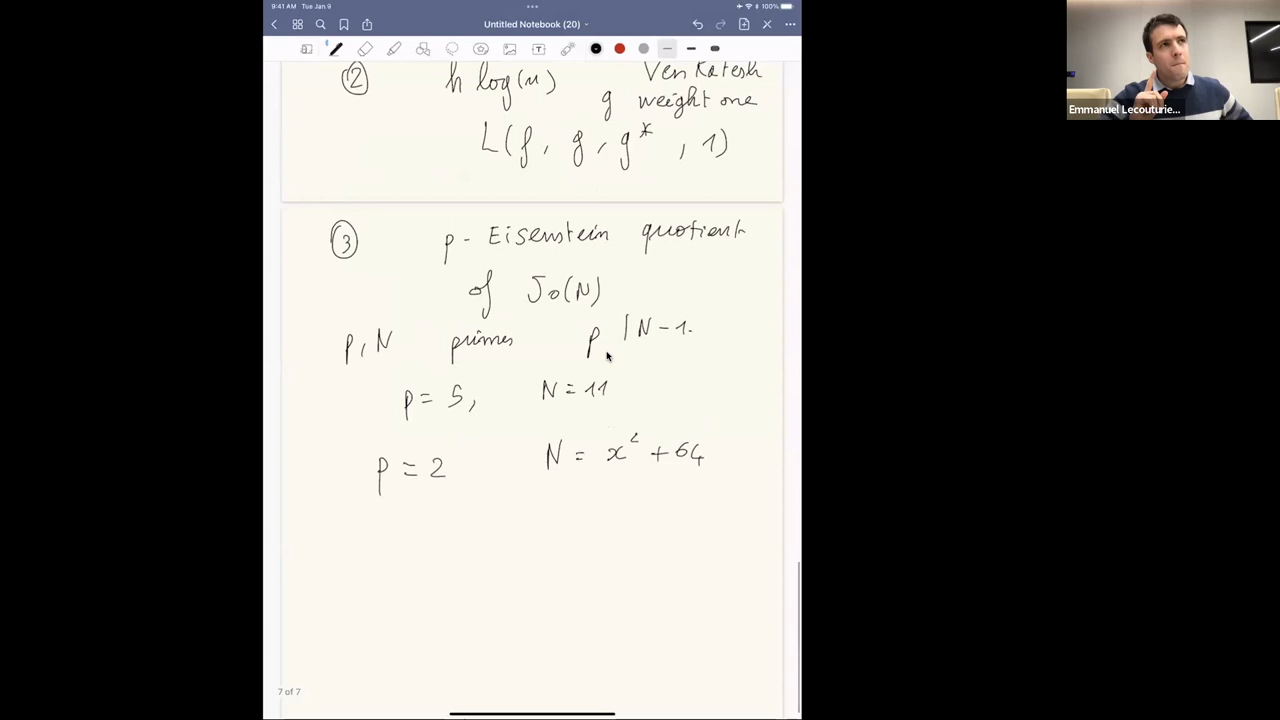 9:41 AM Tue Jan 9
100%
Untitled Notebook (20)
② h log(n) Venkatesh
g weight one
L(f, g, g*, 1)
③ p-Eisenstein quotient
of J0(N)
p, N primes p | N-1.
p = 5, N = 11
p = 2 N = x² + 64
7 of 7
Emmanuel Lecouturie...